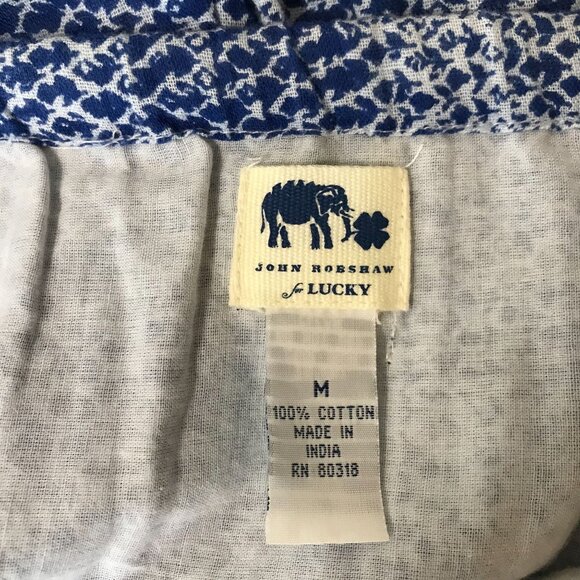 JOHN ROBSHAW
for LUCKY
M
100% COTTON
MADE IN
INDIA
RN 80318